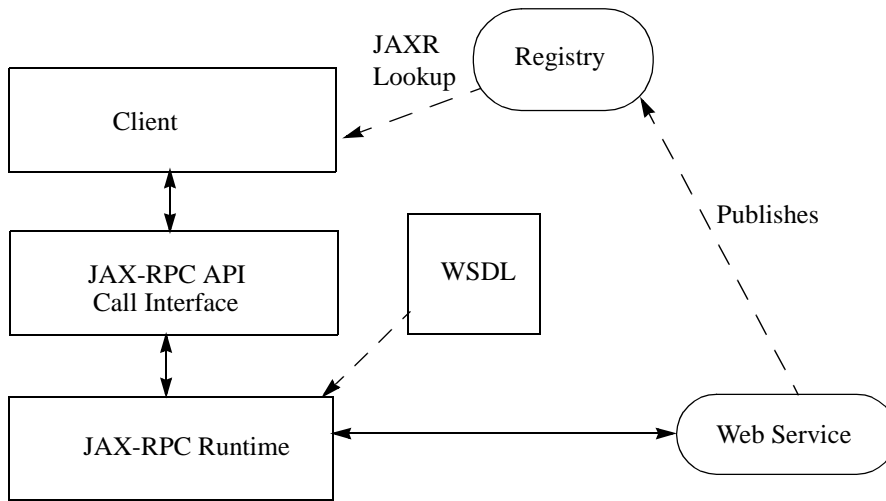 JAXR
Lookup
Registry
Client
Publishes
JAX-RPC API
Call Interface
WSDL
JAX-RPC Runtime
Web Service